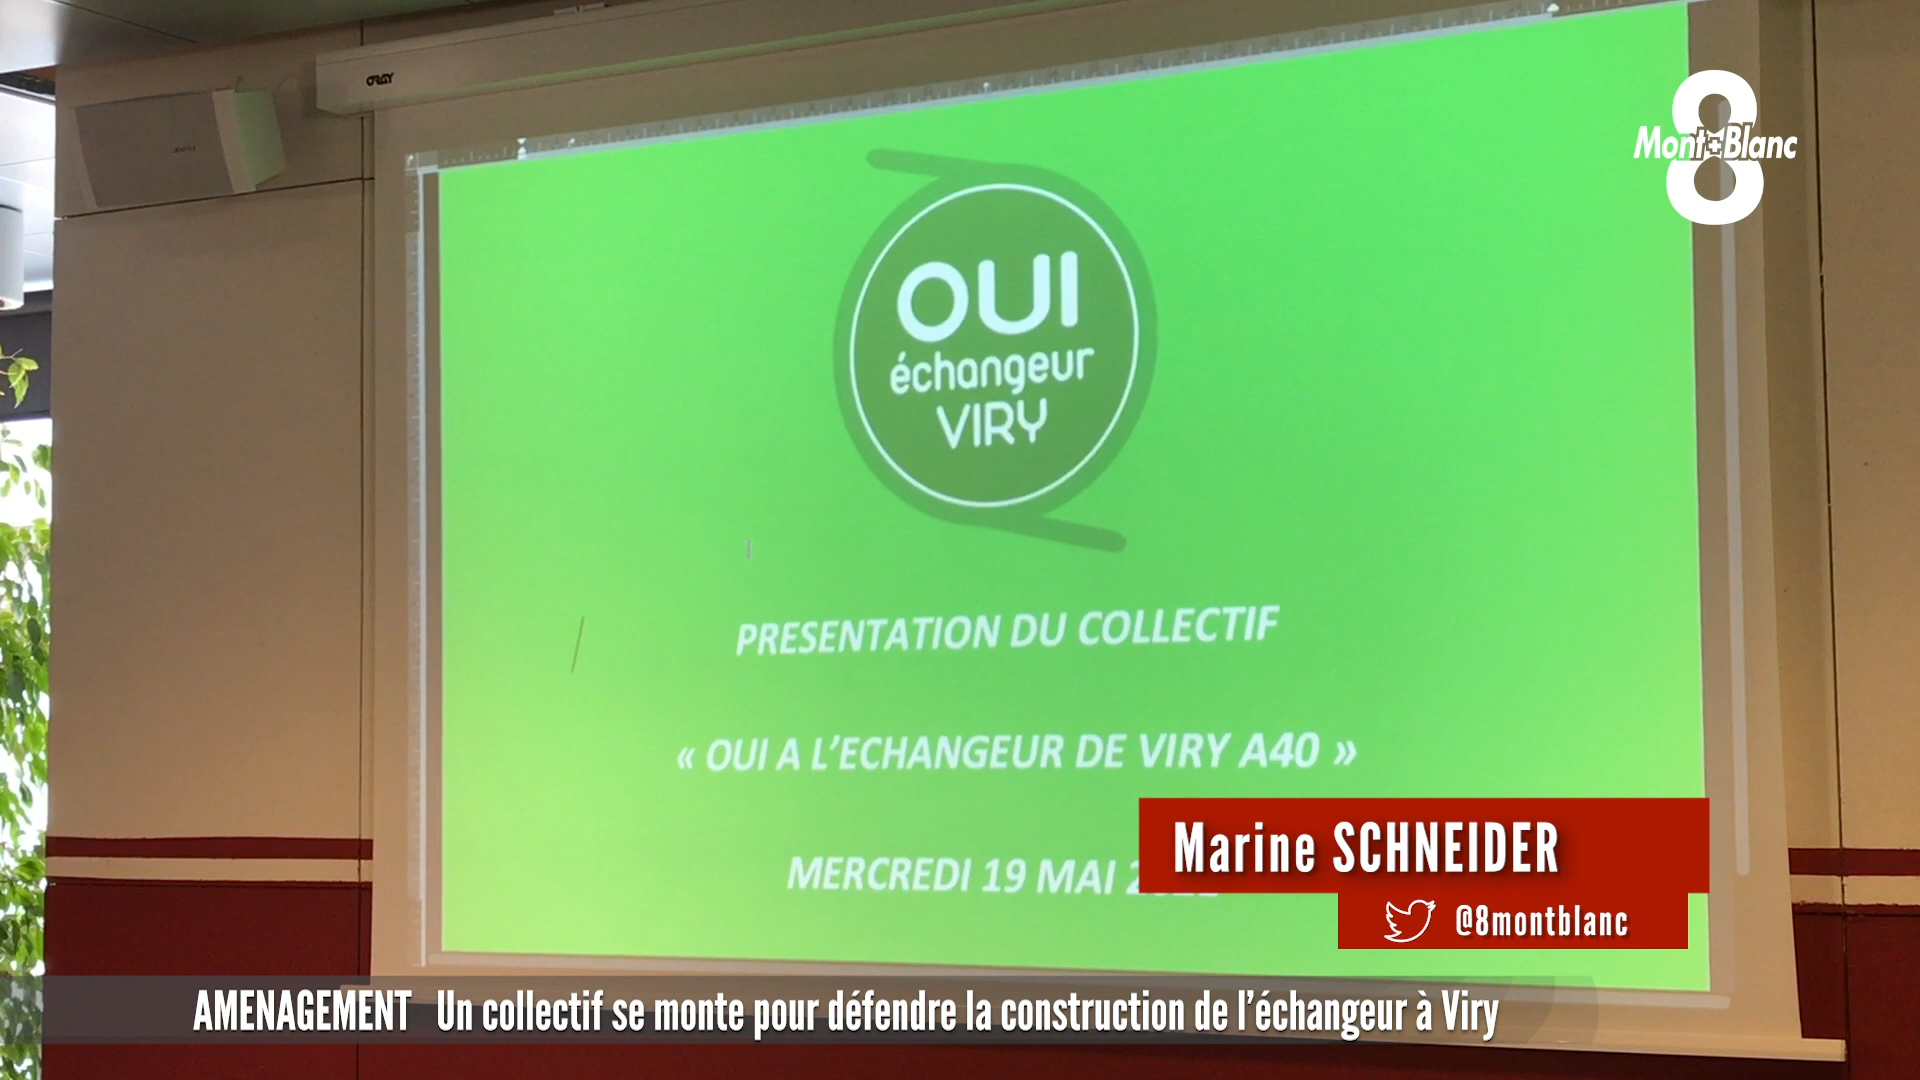 ORAY
8
Mont Blanc
OUI
échangeur
VIRY
PRESENTATION DU COLLECTIF
« OUI A L'ECHANGEUR DE VIRY A40 »
MERCREDI 19 MAI
Marine SCHNEIDER
@8montblanc
AMENAGEMENT Un collectif se monte pour défendre la construction de l'échangeur à Viry